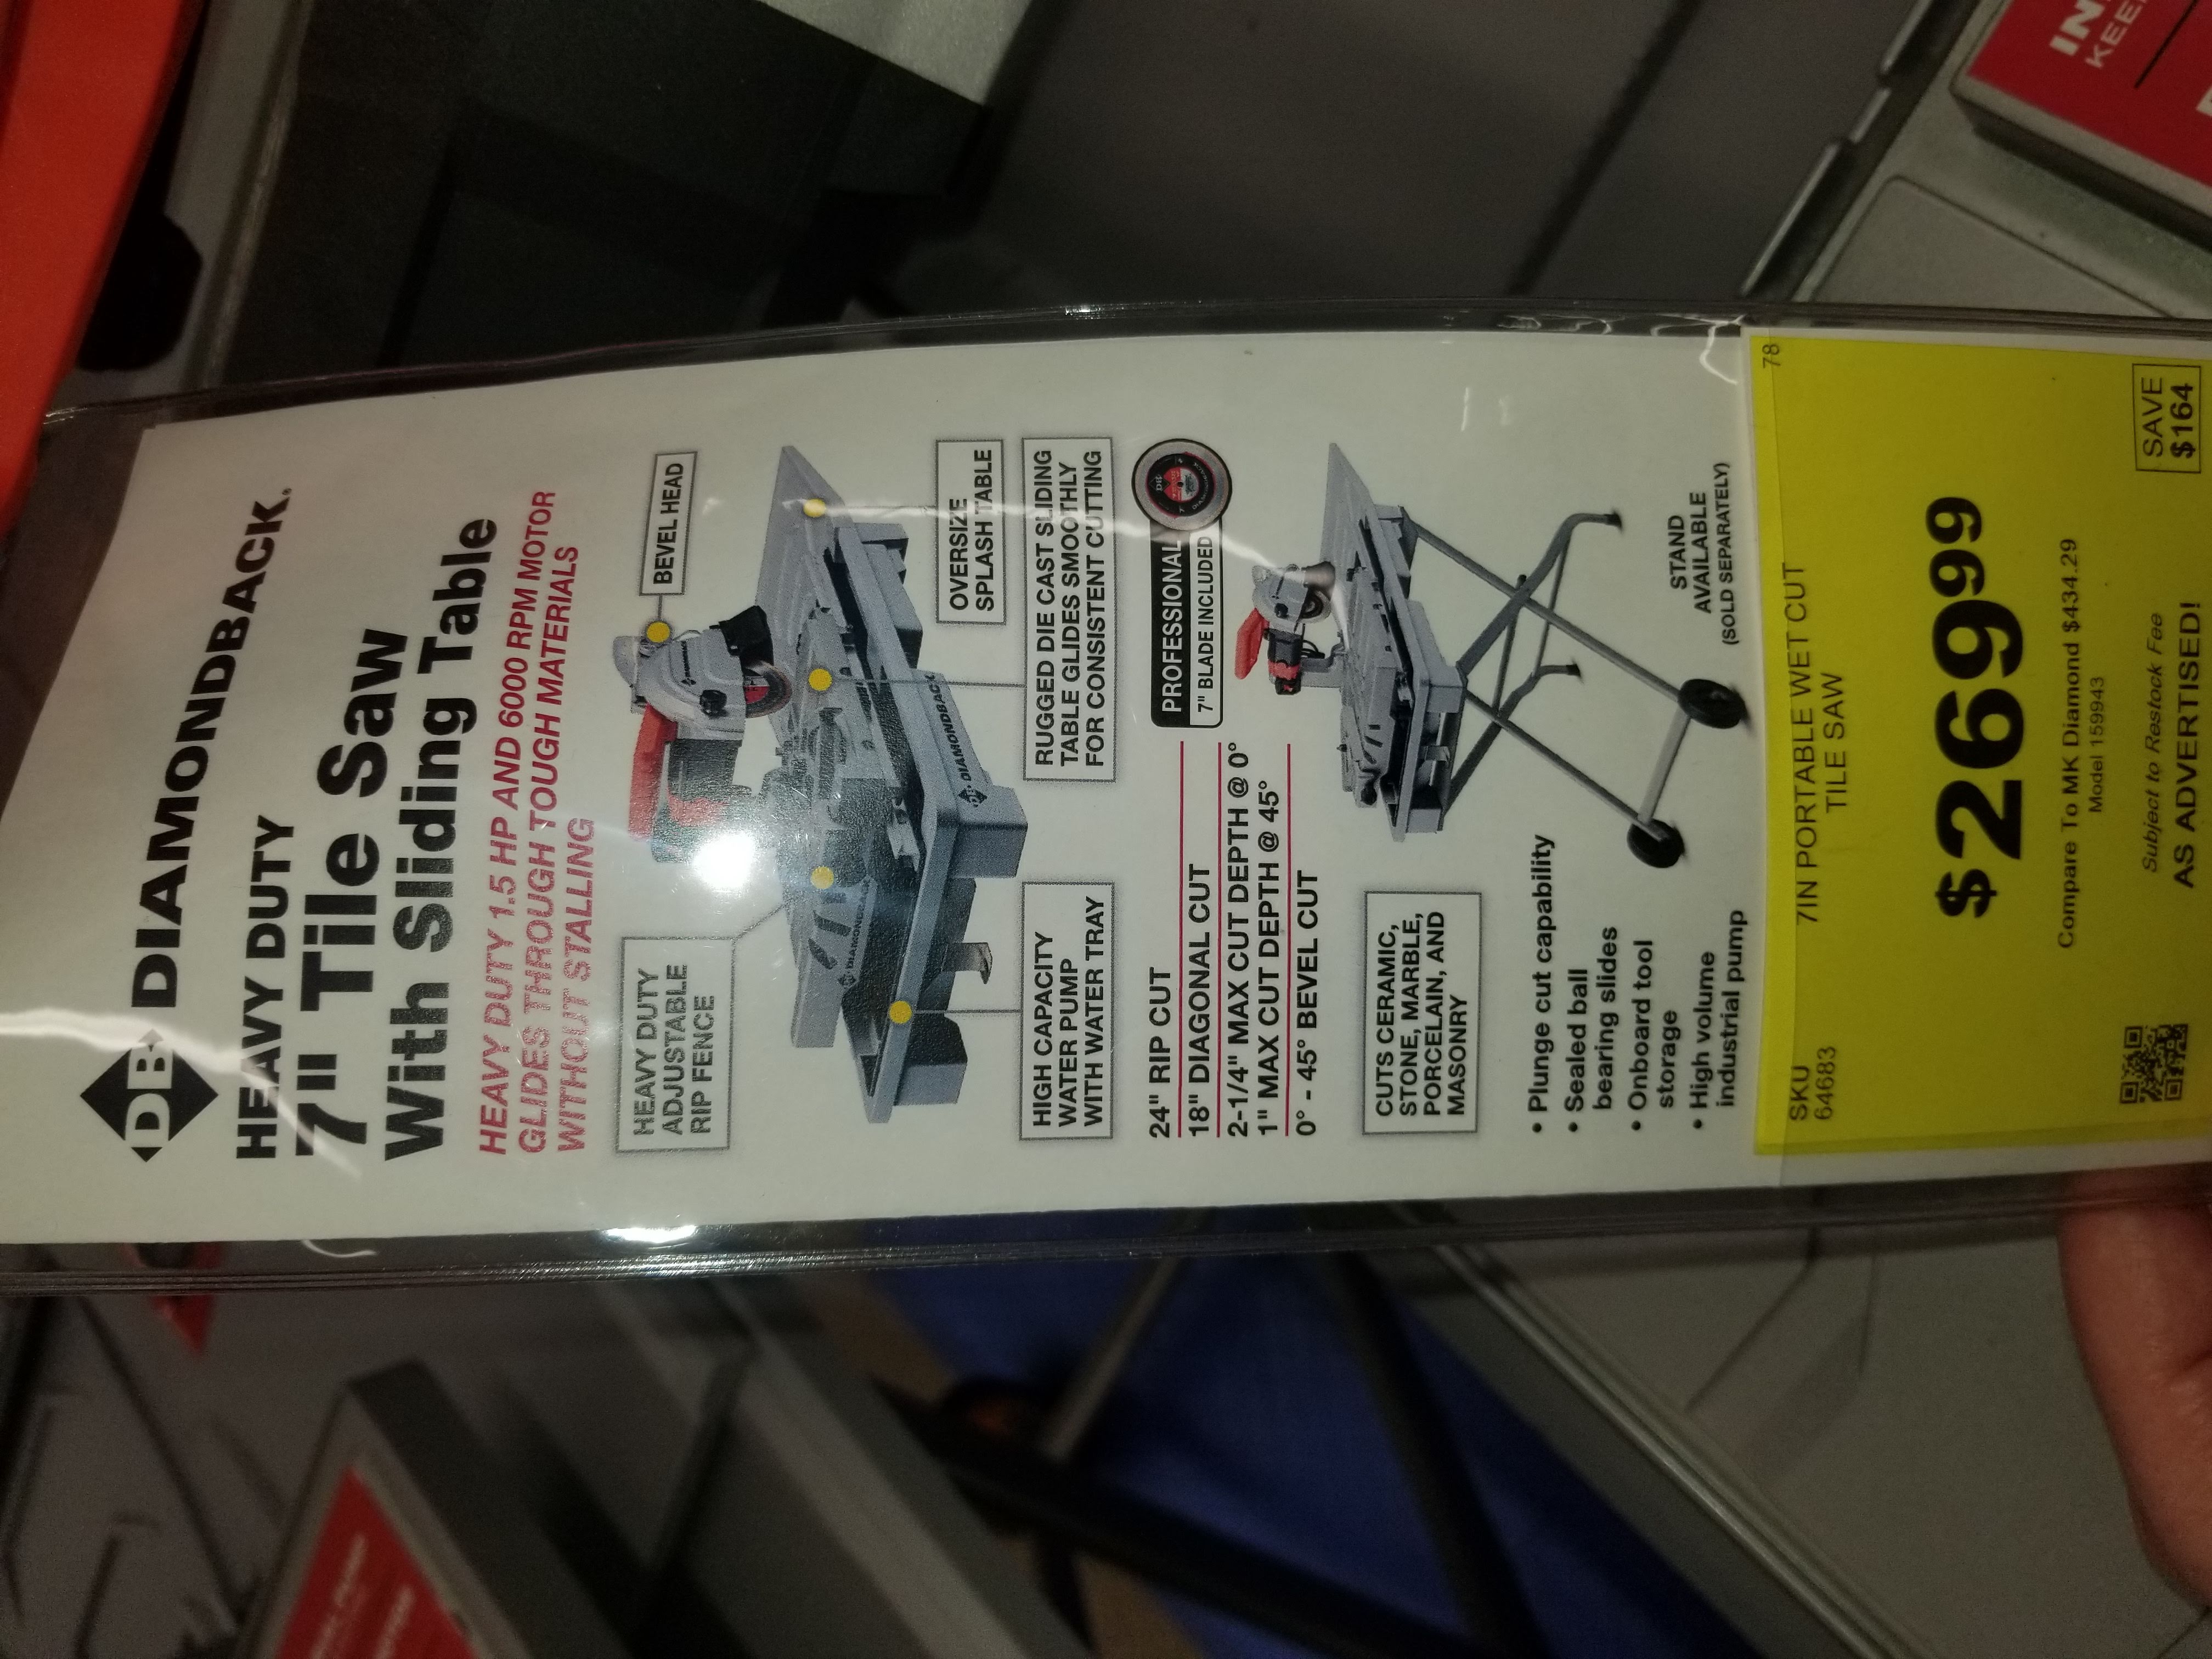 DB DIAMONDBACK.
HEAVY DUTY
7" Tile Saw
With Sliding Table
HEAVY DUTY 1.5 HP AND 6000 RPM MOTOR
GLIDES THROUGH TOUGH MATERIALS
WITHOUT STALLING
BEVEL HEAD
HEAVY DUTY
ADJUSTABLE
RIP FENCE
DIAMONDBACK
DB DIAMONDBACK
OVERSIZE
SPLASH TABLE
HIGH CAPACITY
WATER PUMP
WITH WATER TRAY
RUGGED DIE CAST SLIDING
TABLE GLIDES SMOOTHLY
FOR CONSISTENT CUTTING
24" RIP CUT
18" DIAGONAL CUT
2-1/4" MAX CUT DEPTH @ 0°
1" MAX CUT DEPTH @ 45°
0° - 45° BEVEL CUT
PROFESSIONAL
7" BLADE INCLUDED
CUTS CERAMIC,
STONE, MARBLE,
PORCELAIN, AND
MASONRY
• Plunge cut capability
• Sealed ball
bearing slides
• Onboard tool
storage
• High volume
industrial pump
STAND
AVAILABLE
(SOLD SEPARATELY)
78
SKU
64683
7IN PORTABLE WET CUT
TILE SAW
$269.99
Compare To MK Diamond $434.29
Model 159943
Subject to Restock Fee
AS ADVERTISED!
SAVE
$164